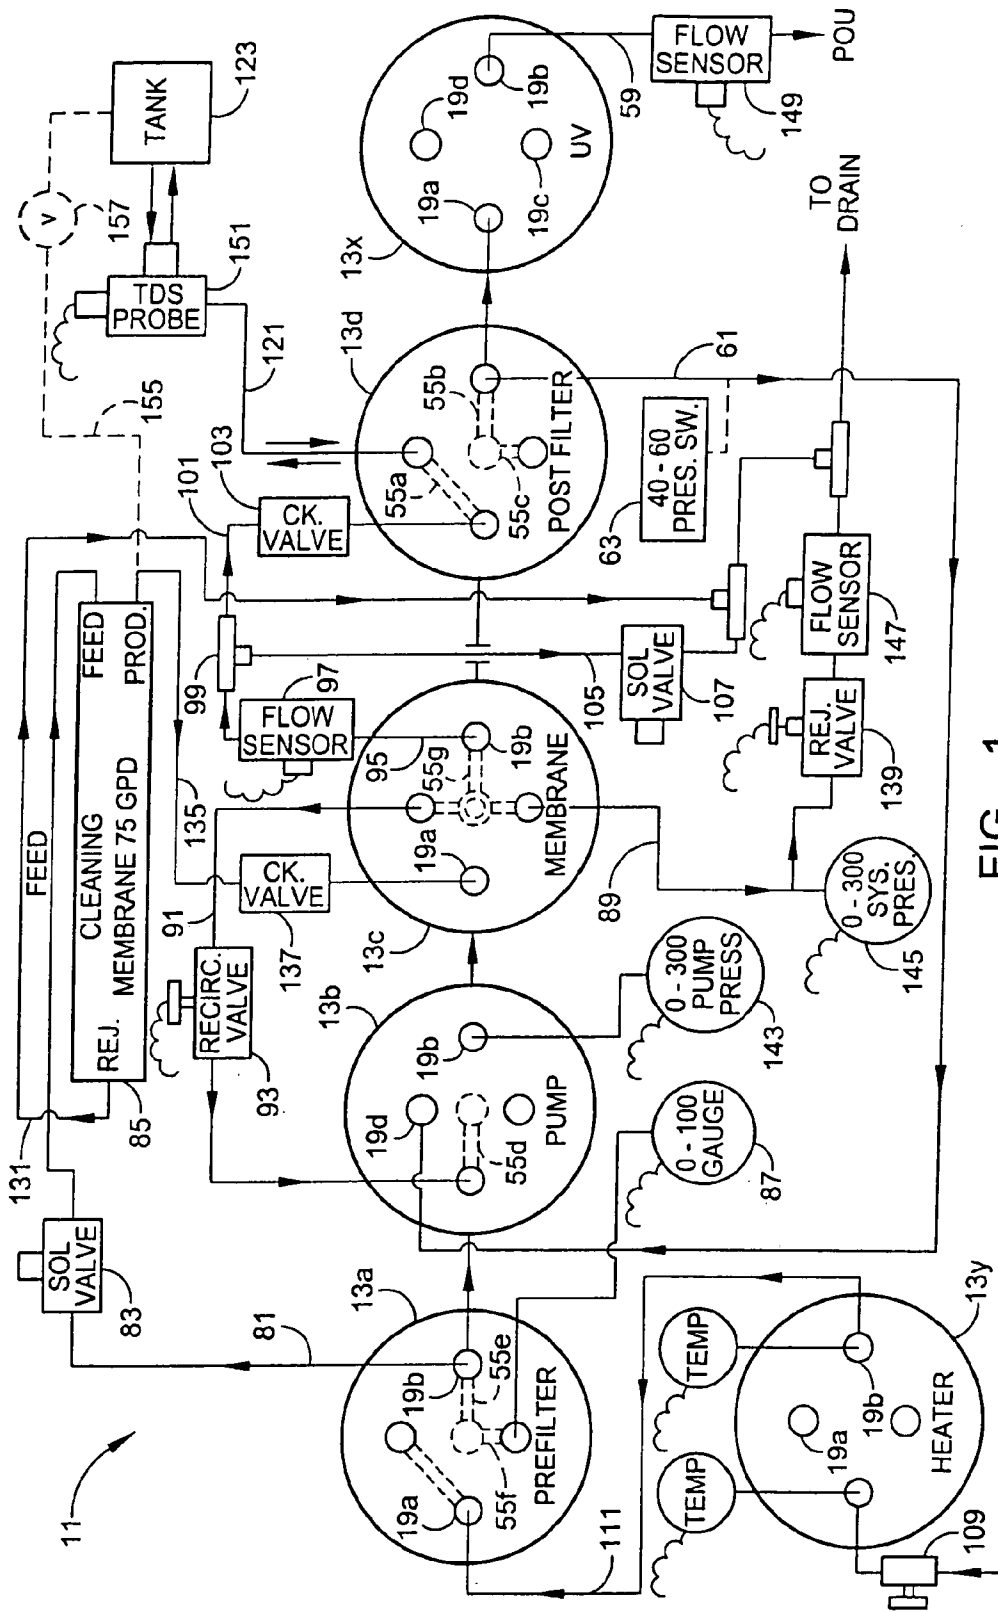 11
131
FEED
SOL
VALVE
83
81
85
REJ.
CLEANING
MEMBRANE 75 GPD
FEED
PROD.
155
157
V
TANK
123
TDS
PROBE
151
121
91
RECIRC.
VALVE
93
135
CK.
VALVE
137
FLOW
SENSOR
97
95
99
101
103
CK.
VALVE
13a
19a
19b
55e
55f
PREFILTER
13b
19d
19b
55d
PUMP
13c
19a
19b
55g
MEMBRANE
13d
55a
55b
55c
POST FILTER
13x
19a
19d
19b
19c
UV
59
FLOW
SENSOR
149
POU
111
0 - 100
GAUGE
87
0 - 300
PUMP
PRESS
143
89
0 - 300
SYS.
PRES.
145
105
SOL
VALVE
107
63
40 - 60
PRES. SW.
61
REJ.
VALVE
139
FLOW
SENSOR
147
TO
DRAIN
TEMP
TEMP
19a
19b
HEATER
13y
109
FIG. 1